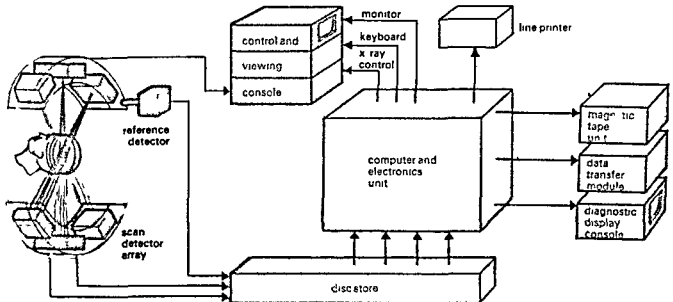 monitor
line printer
control and
keyboard
x ray
control
viewing
console
reference
detector
computer and
electronics
unit
tape
data
transfer
module
diagnostic
display
console
scan
detector
array
disc store